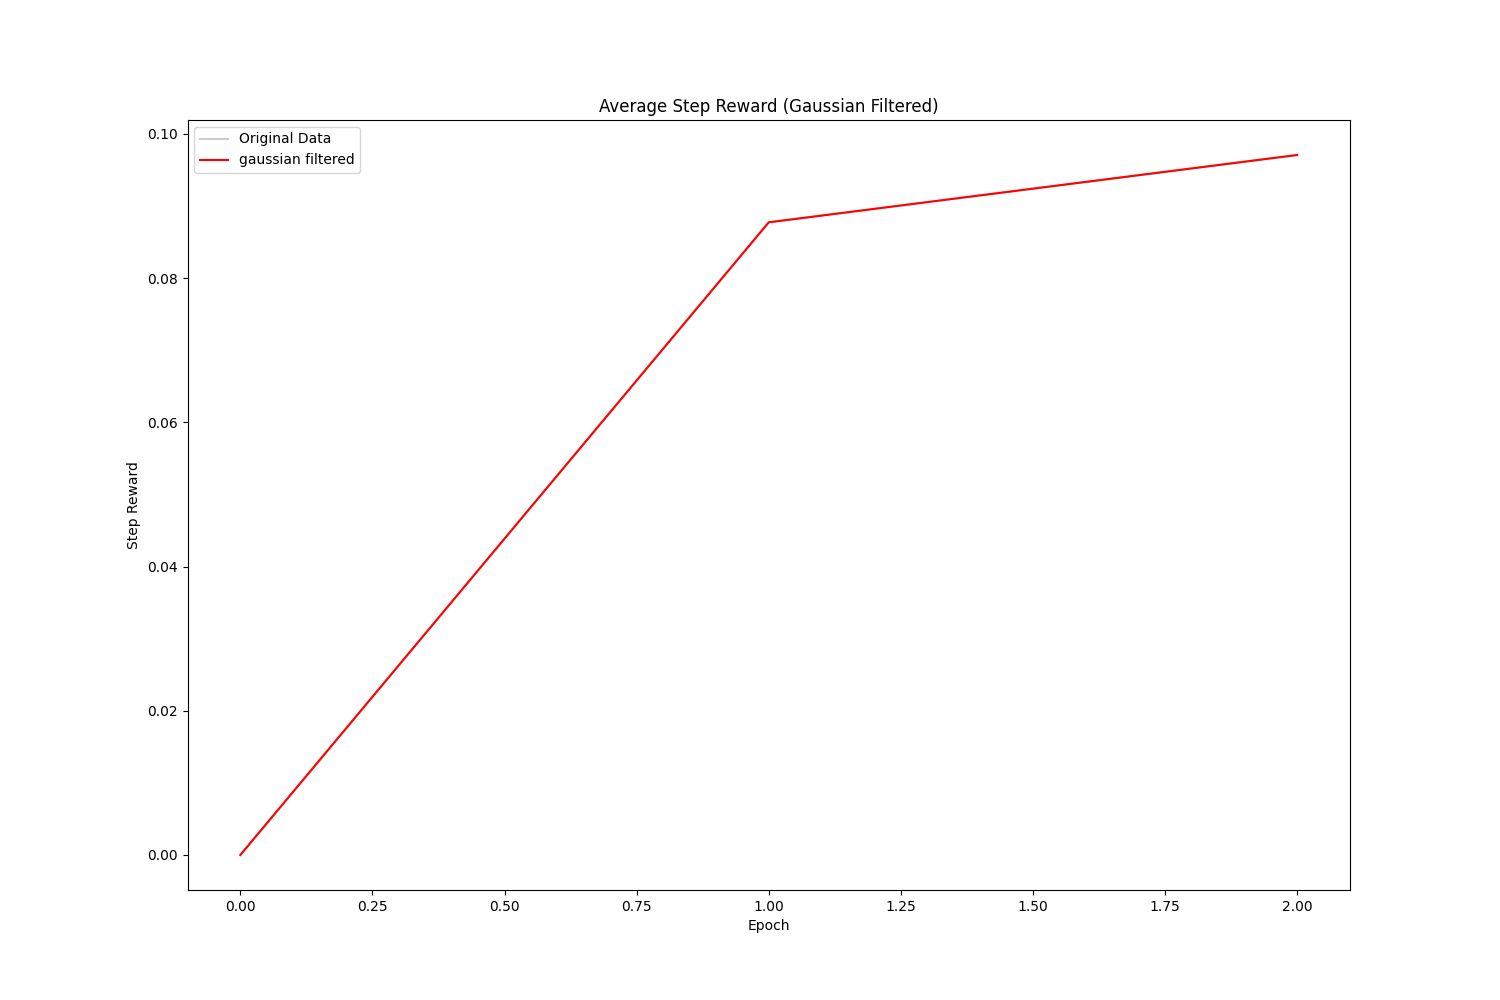 Average Step Reward (Gaussian Filtered)
Original Data
gaussian filtered
0.10
0.08
0.06
0.04
0.02
0.00
Step Reward
0.00 0.25 0.50 0.75 1.00 1.25 1.50 1.75 2.00
Epoch